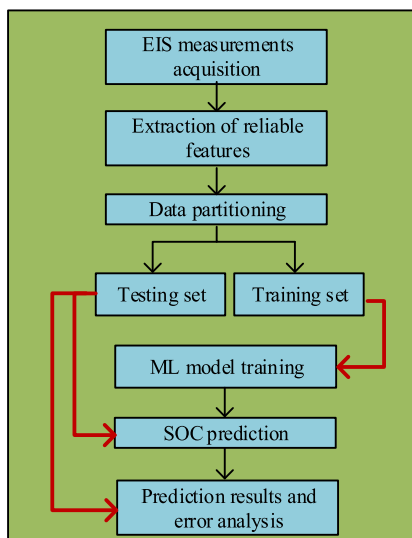 EIS measurements
acquisition
Extraction of reliable
features
Data partitioning
Testing set
Training set
ML model training
SOC prediction
Prediction results and
error analysis